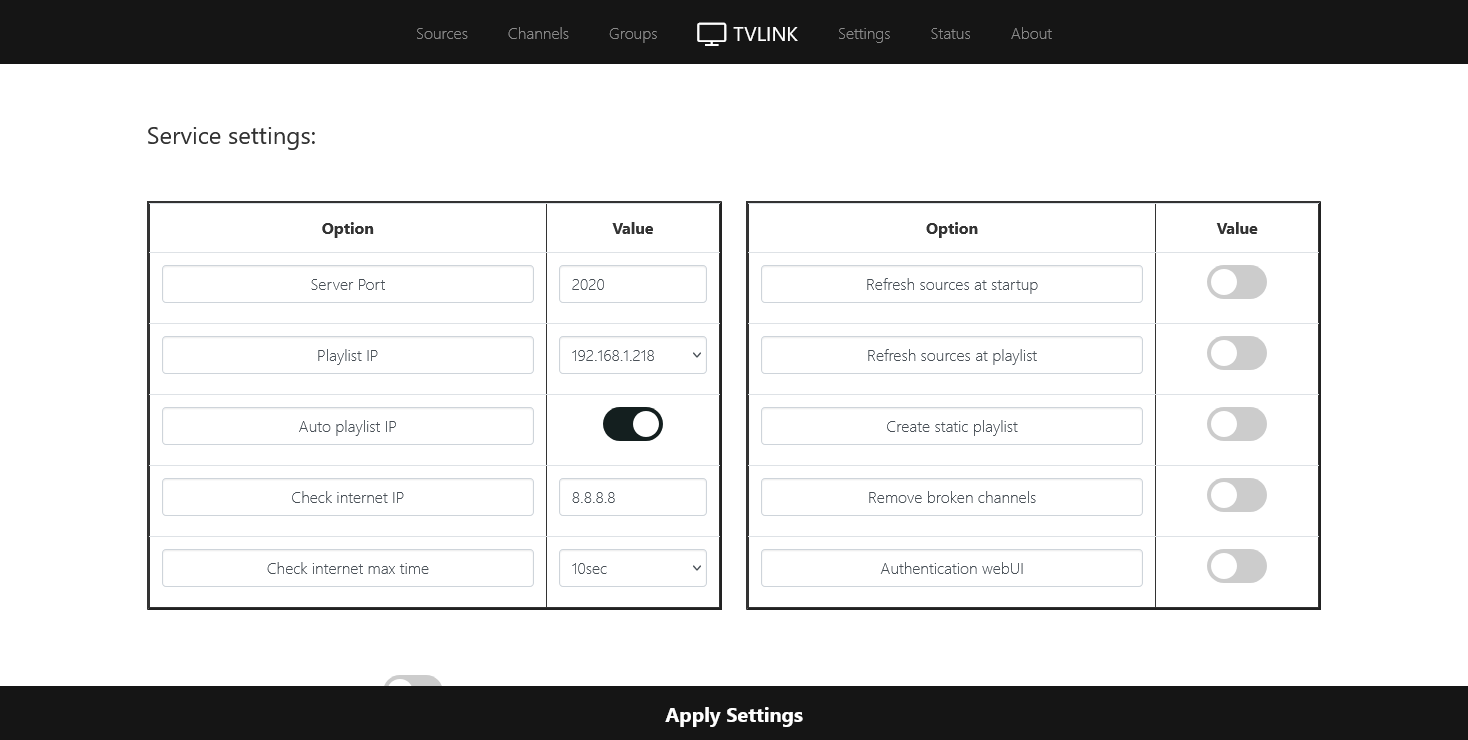 Sources Channels Groups TVLINK Settings Status About
Service settings:
Option Value
Server Port 2020
Playlist IP 192.168.1.218
Auto playlist IP
Check internet IP 8.8.8.8
Check internet max time 10sec
Option Value
Refresh sources at startup
Refresh sources at playlist
Create static playlist
Remove broken channels
Authentication webUI
Apply Settings